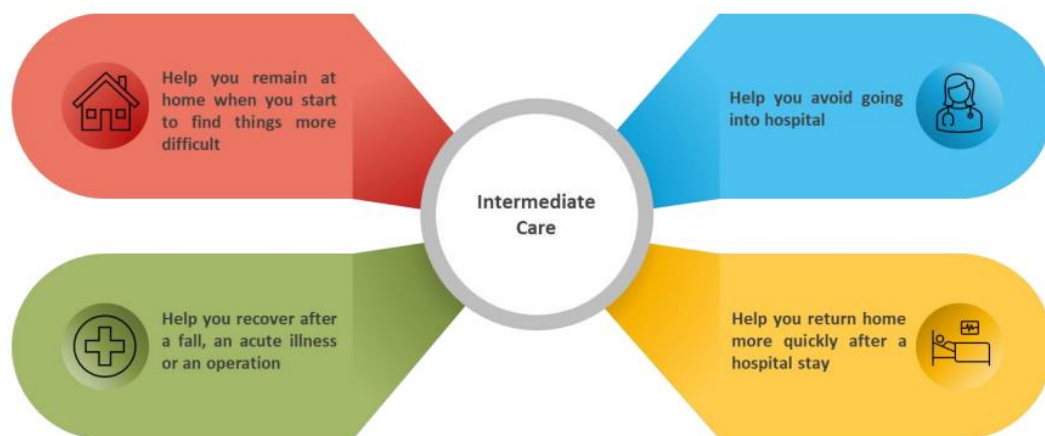 Help you remain at
home when you start
to find things more
difficult
Help you avoid going
into hospital
Intermediate
Care
Help you recover after
a fall, an acute illness
or an operation
Help you return home
more quickly after a
hospital stay